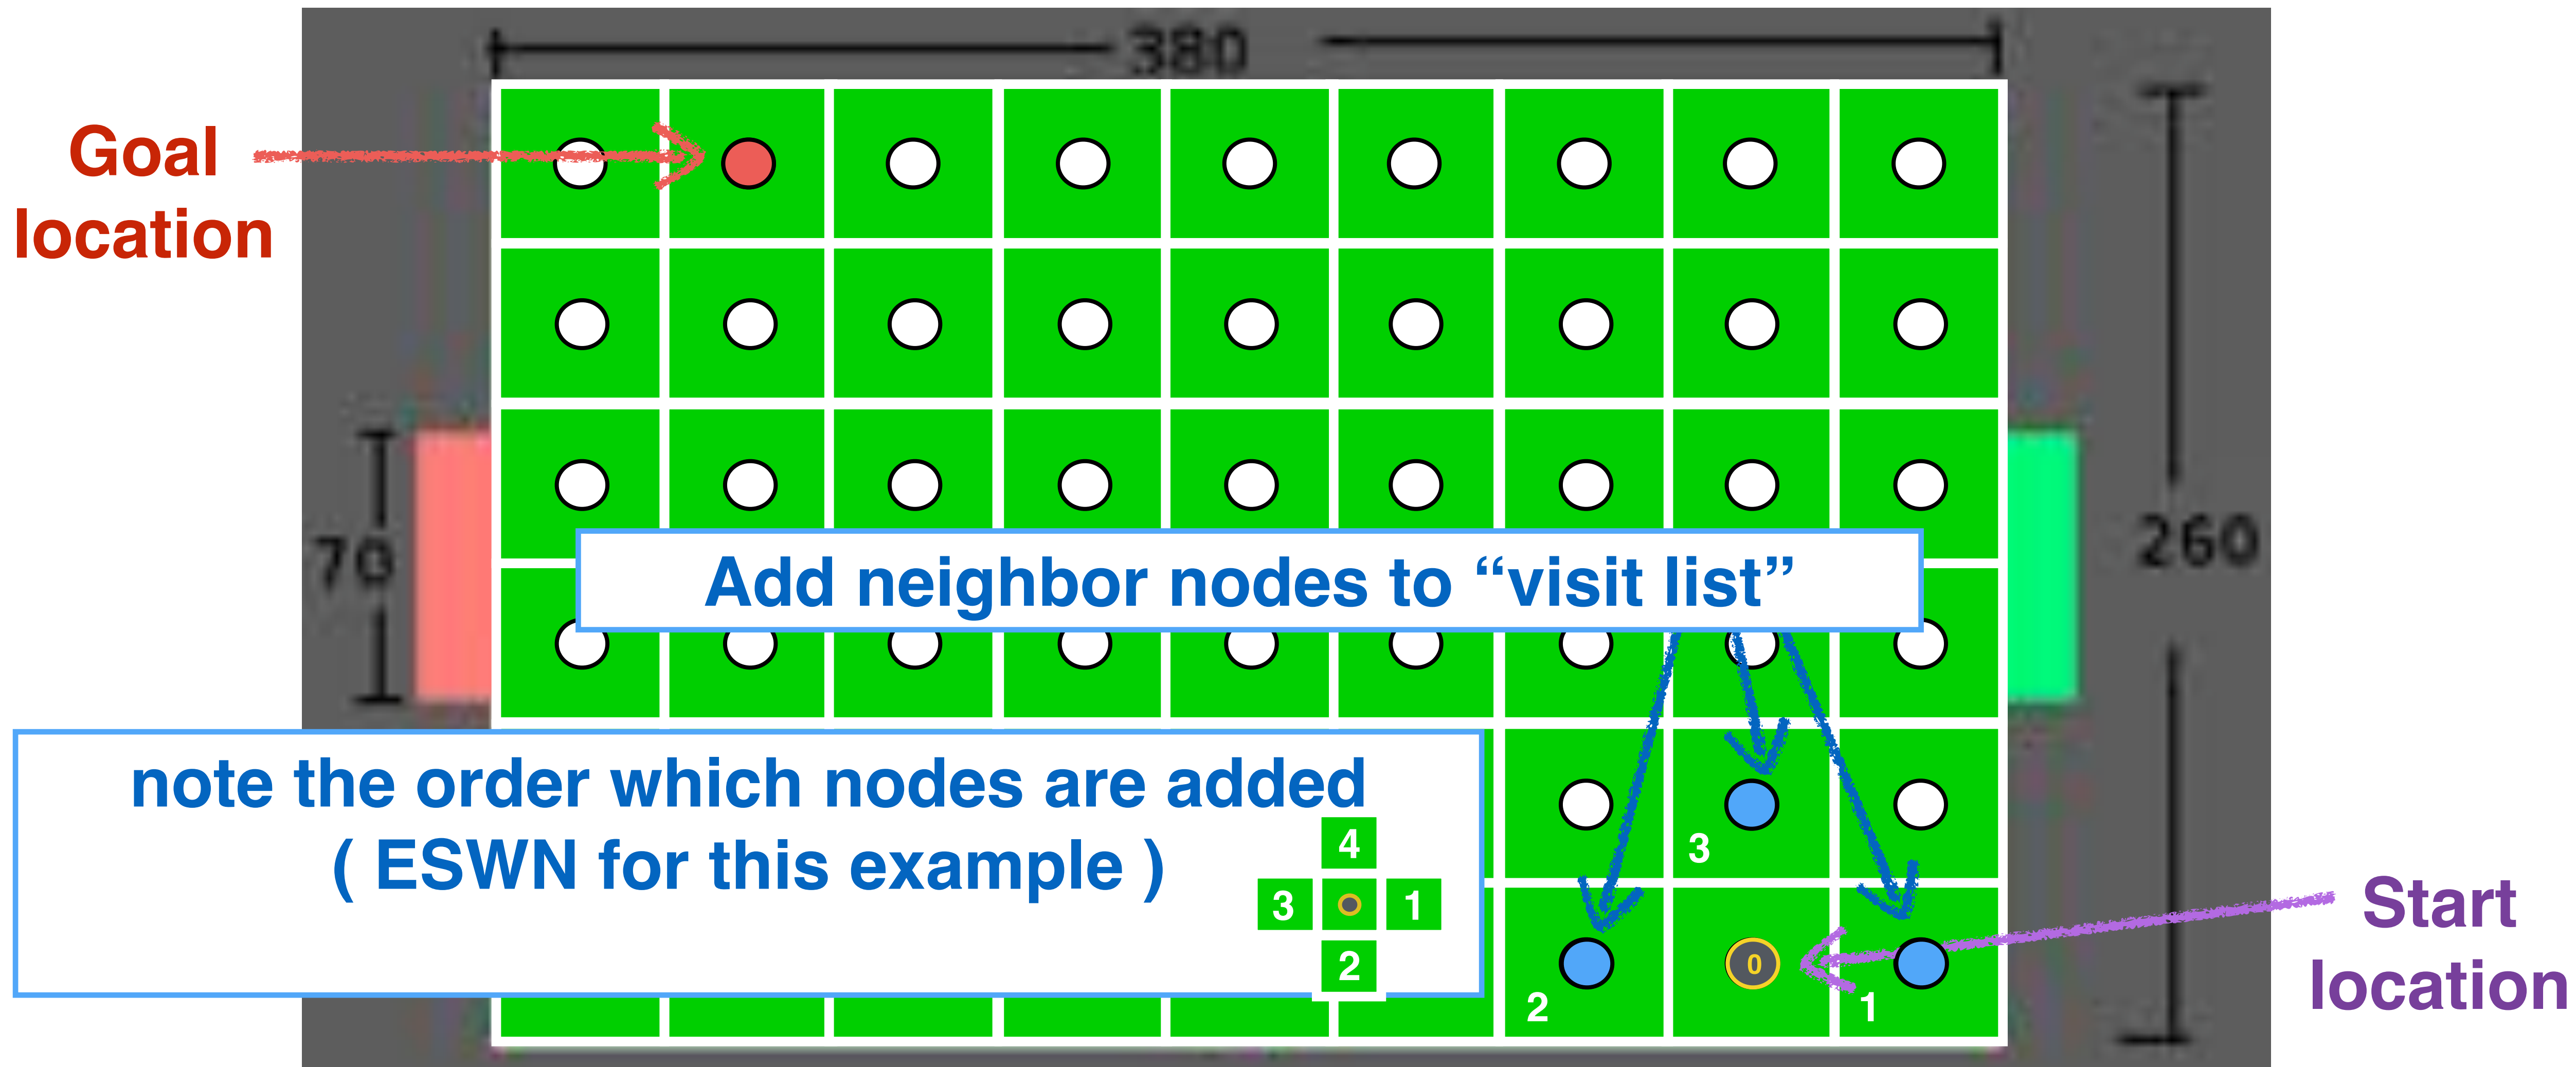 380
Goal
location
70
Add neighbor nodes to “visit list”
260
note the order which nodes are added
( ESWN for this example )
4
3 1
2
3
0
2 1
Start
location